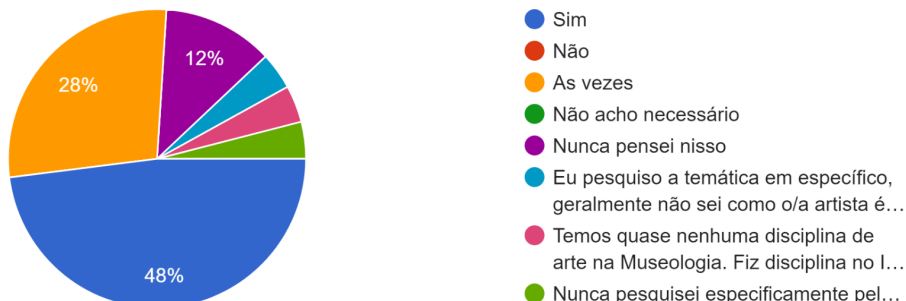 12%
28%
48%
Sim
Não
As vezes
Não acho necessário
Nunca pensei nisso
Eu pesquiso a temática em específico,
geralmente não sei como o/a artista é…
Temos quase nenhuma disciplina de
arte na Museologia. Fiz disciplina no I…
Nunca pesquisei especificamente pel…